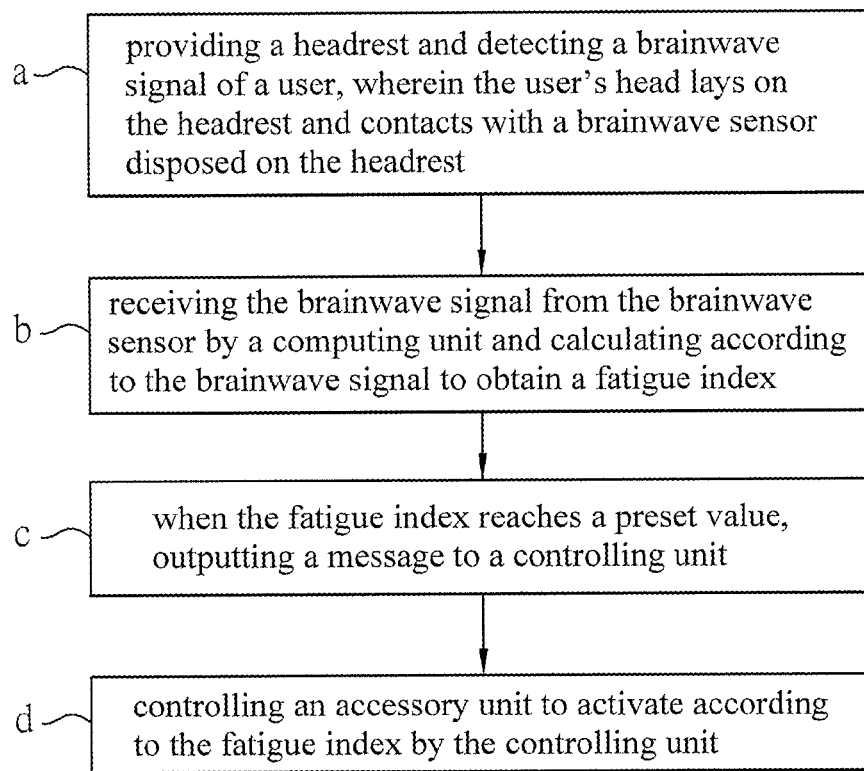 a
providing a headrest and detecting a brainwave
signal of a user, wherein the user's head lays on
the headrest and contacts with a brainwave sensor
disposed on the headrest
b
receiving the brainwave signal from the brainwave
sensor by a computing unit and calculating according
to the brainwave signal to obtain a fatigue index
c
when the fatigue index reaches a preset value,
outputting a message to a controlling unit
d
controlling an accessory unit to activate according
to the fatigue index by the controlling unit